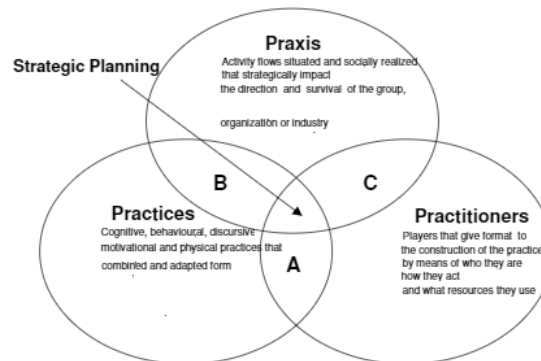 Praxis
Activity flows situated and socially realized
that strategically impact
the direction and survival of the group,
organization or industry
Strategic Planning
B
C
Practices
Cognitive, behavioural, discursive
motivational and physical practices that
combined and adapted form
Practitioners
Players that give format to
the construction of the practice
by means of who they are
how they act
and what resources they use
A